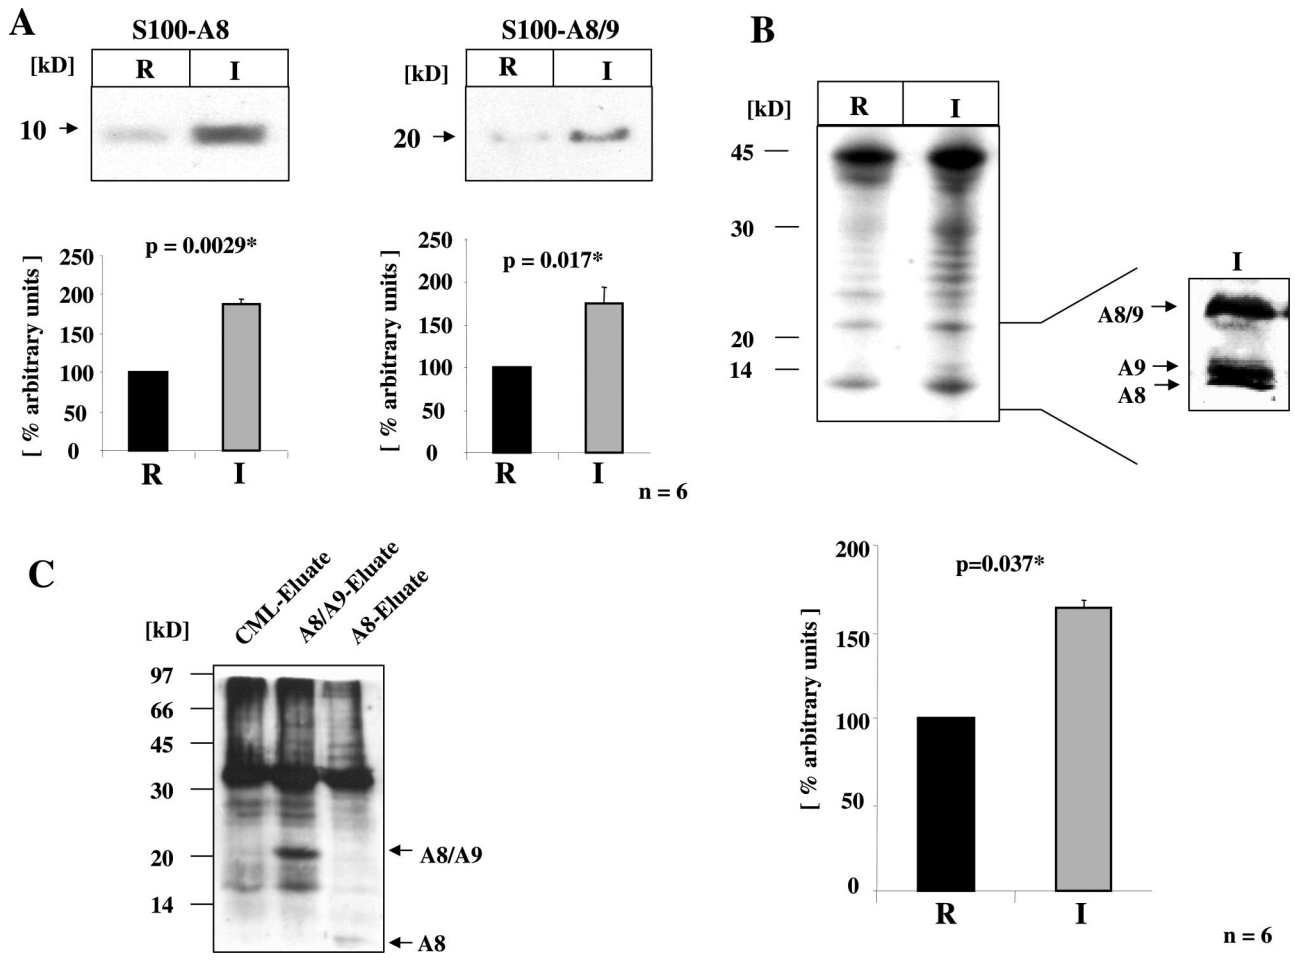 A
S100-A8
[kD]
R
I
10
S100-A8/9
[kD]
R
I
20
p = 0.0029*
[ % arbitrary units ]
250
200
150
100
50
0
R
I
p = 0.017*
[ % arbitrary units ]
250
200
150
100
50
0
R
I
n = 6
B
[kD]
R
I
45
30
20
14
I
A8/9
A9
A8
p=0.037*
[ % arbitrary units ]
200
150
100
50
0
R
I
n = 6
C
[kD]
CML-Eluate
A8/A9-Eluate
A8-Eluate
97
66
45
30
20
14
A8/A9
A8